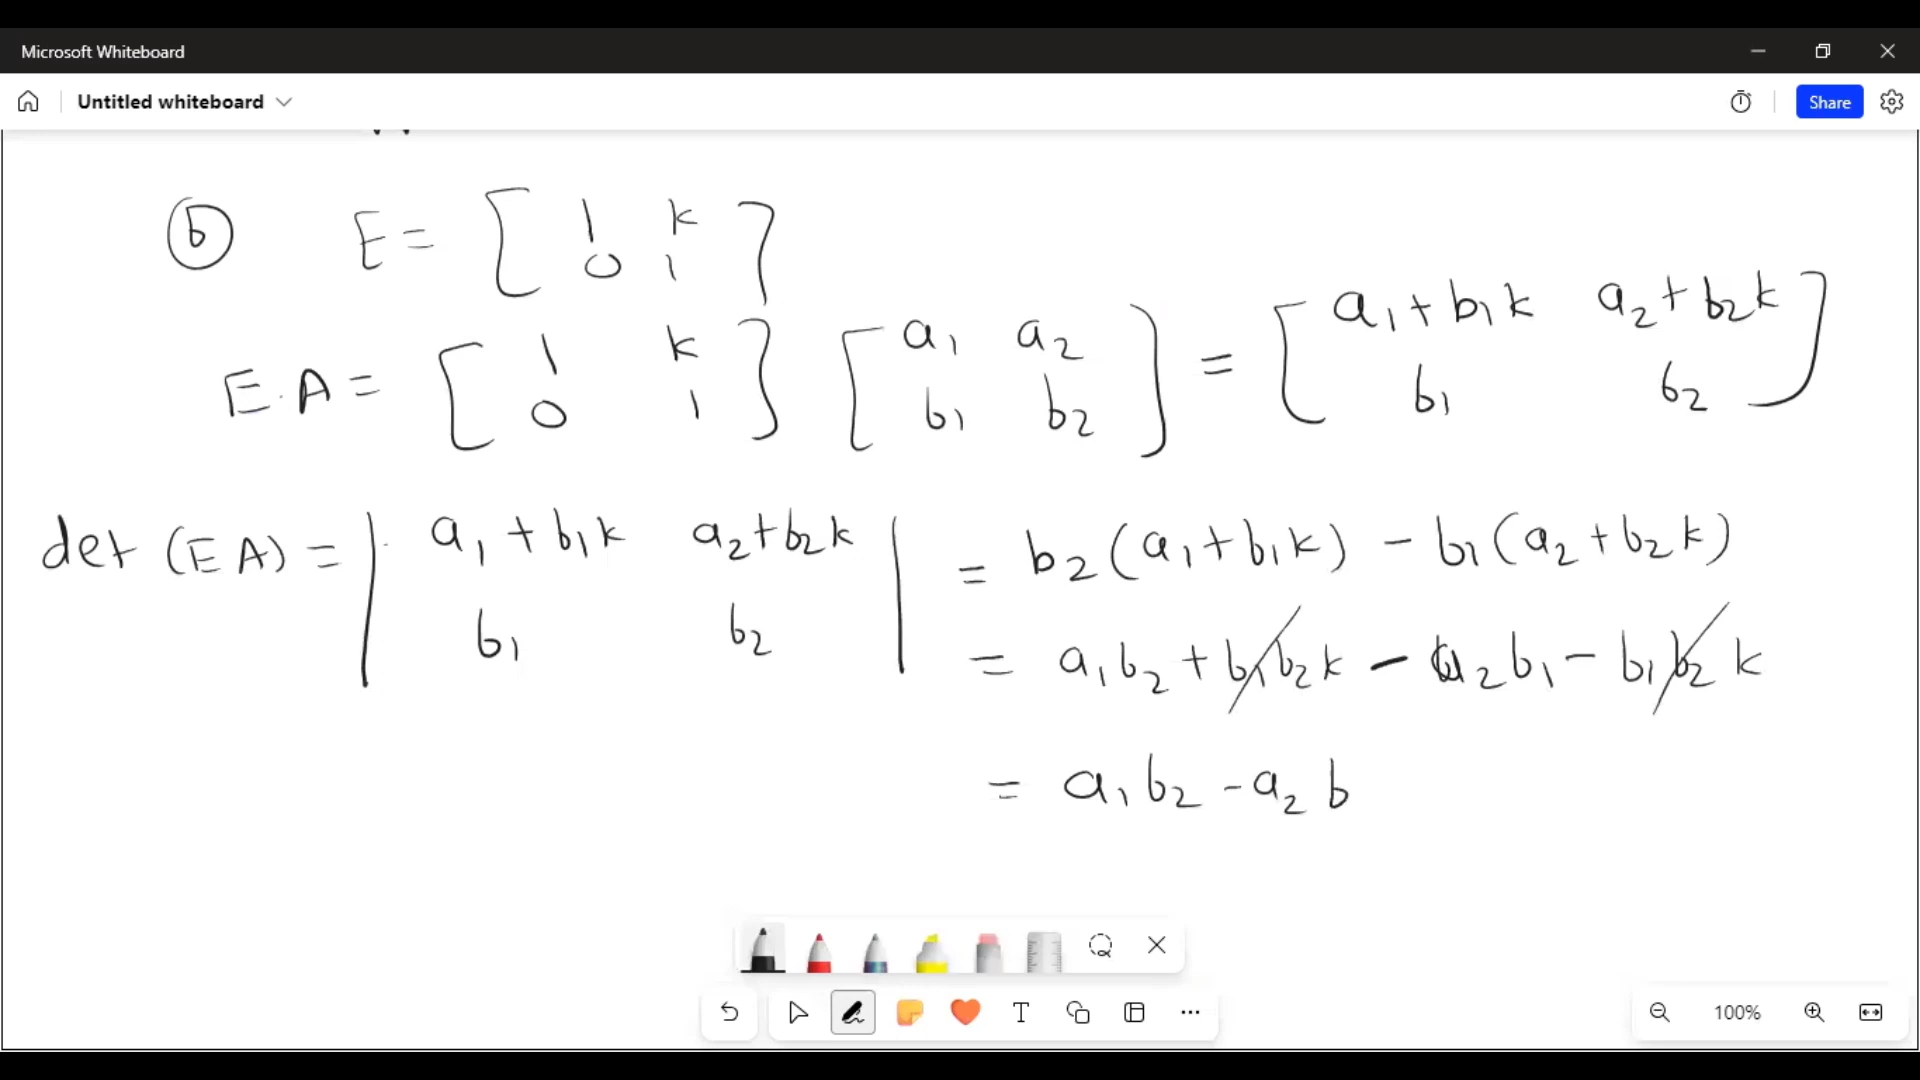 Microsoft Whiteboard
Untitled whiteboard
Share
b E = [ 1 k
0 1 ]
E.A = [ 1 k
0 1 ] [ a1 a2
b1 b2 ] = [ a1 + b1k a2 + b2k
b1 b2 ]
det (EA) = | a1 + b1k a2 + b2k
b1 b2 | = b2 (a1 + b1k) - b1 (a2 + b2k)
= a1b2 + b1b2k - a2b1 - b1b2k
= a1b2 - a2b
T
100%